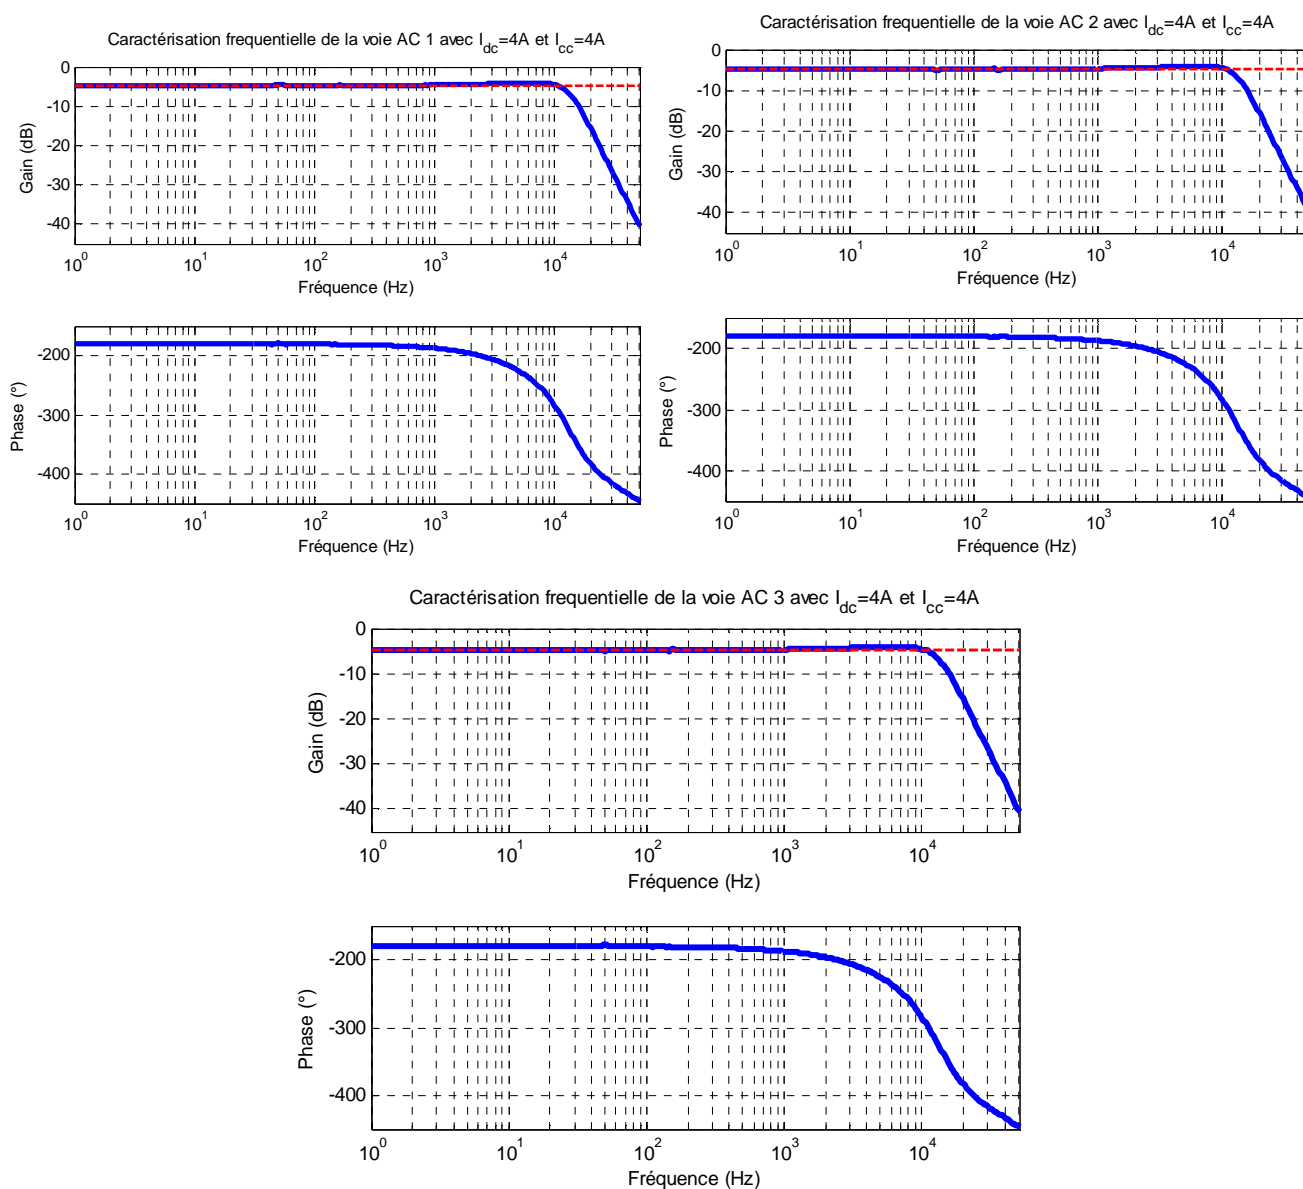 Caractérisation frequentielle de la voie AC 1 avec I_dc=4A et I_cc=4A
0
-10
-20
-30
-40
Gain (dB)
10^0 10^1 10^2 10^3 10^4
Fréquence (Hz)
-200
-300
-400
Phase (°)
10^0 10^1 10^2 10^3 10^4
Fréquence (Hz)
Caractérisation frequentielle de la voie AC 2 avec I_dc=4A et I_cc=4A
0
-10
-20
-30
-40
Gain (dB)
10^0 10^1 10^2 10^3 10^4
Fréquence (Hz)
-200
-300
-400
Phase (°)
10^0 10^1 10^2 10^3 10^4
Fréquence (Hz)
Caractérisation frequentielle de la voie AC 3 avec I_dc=4A et I_cc=4A
0
-10
-20
-30
-40
Gain (dB)
10^0 10^1 10^2 10^3 10^4
Fréquence (Hz)
-200
-300
-400
Phase (°)
10^0 10^1 10^2 10^3 10^4
Fréquence (Hz)